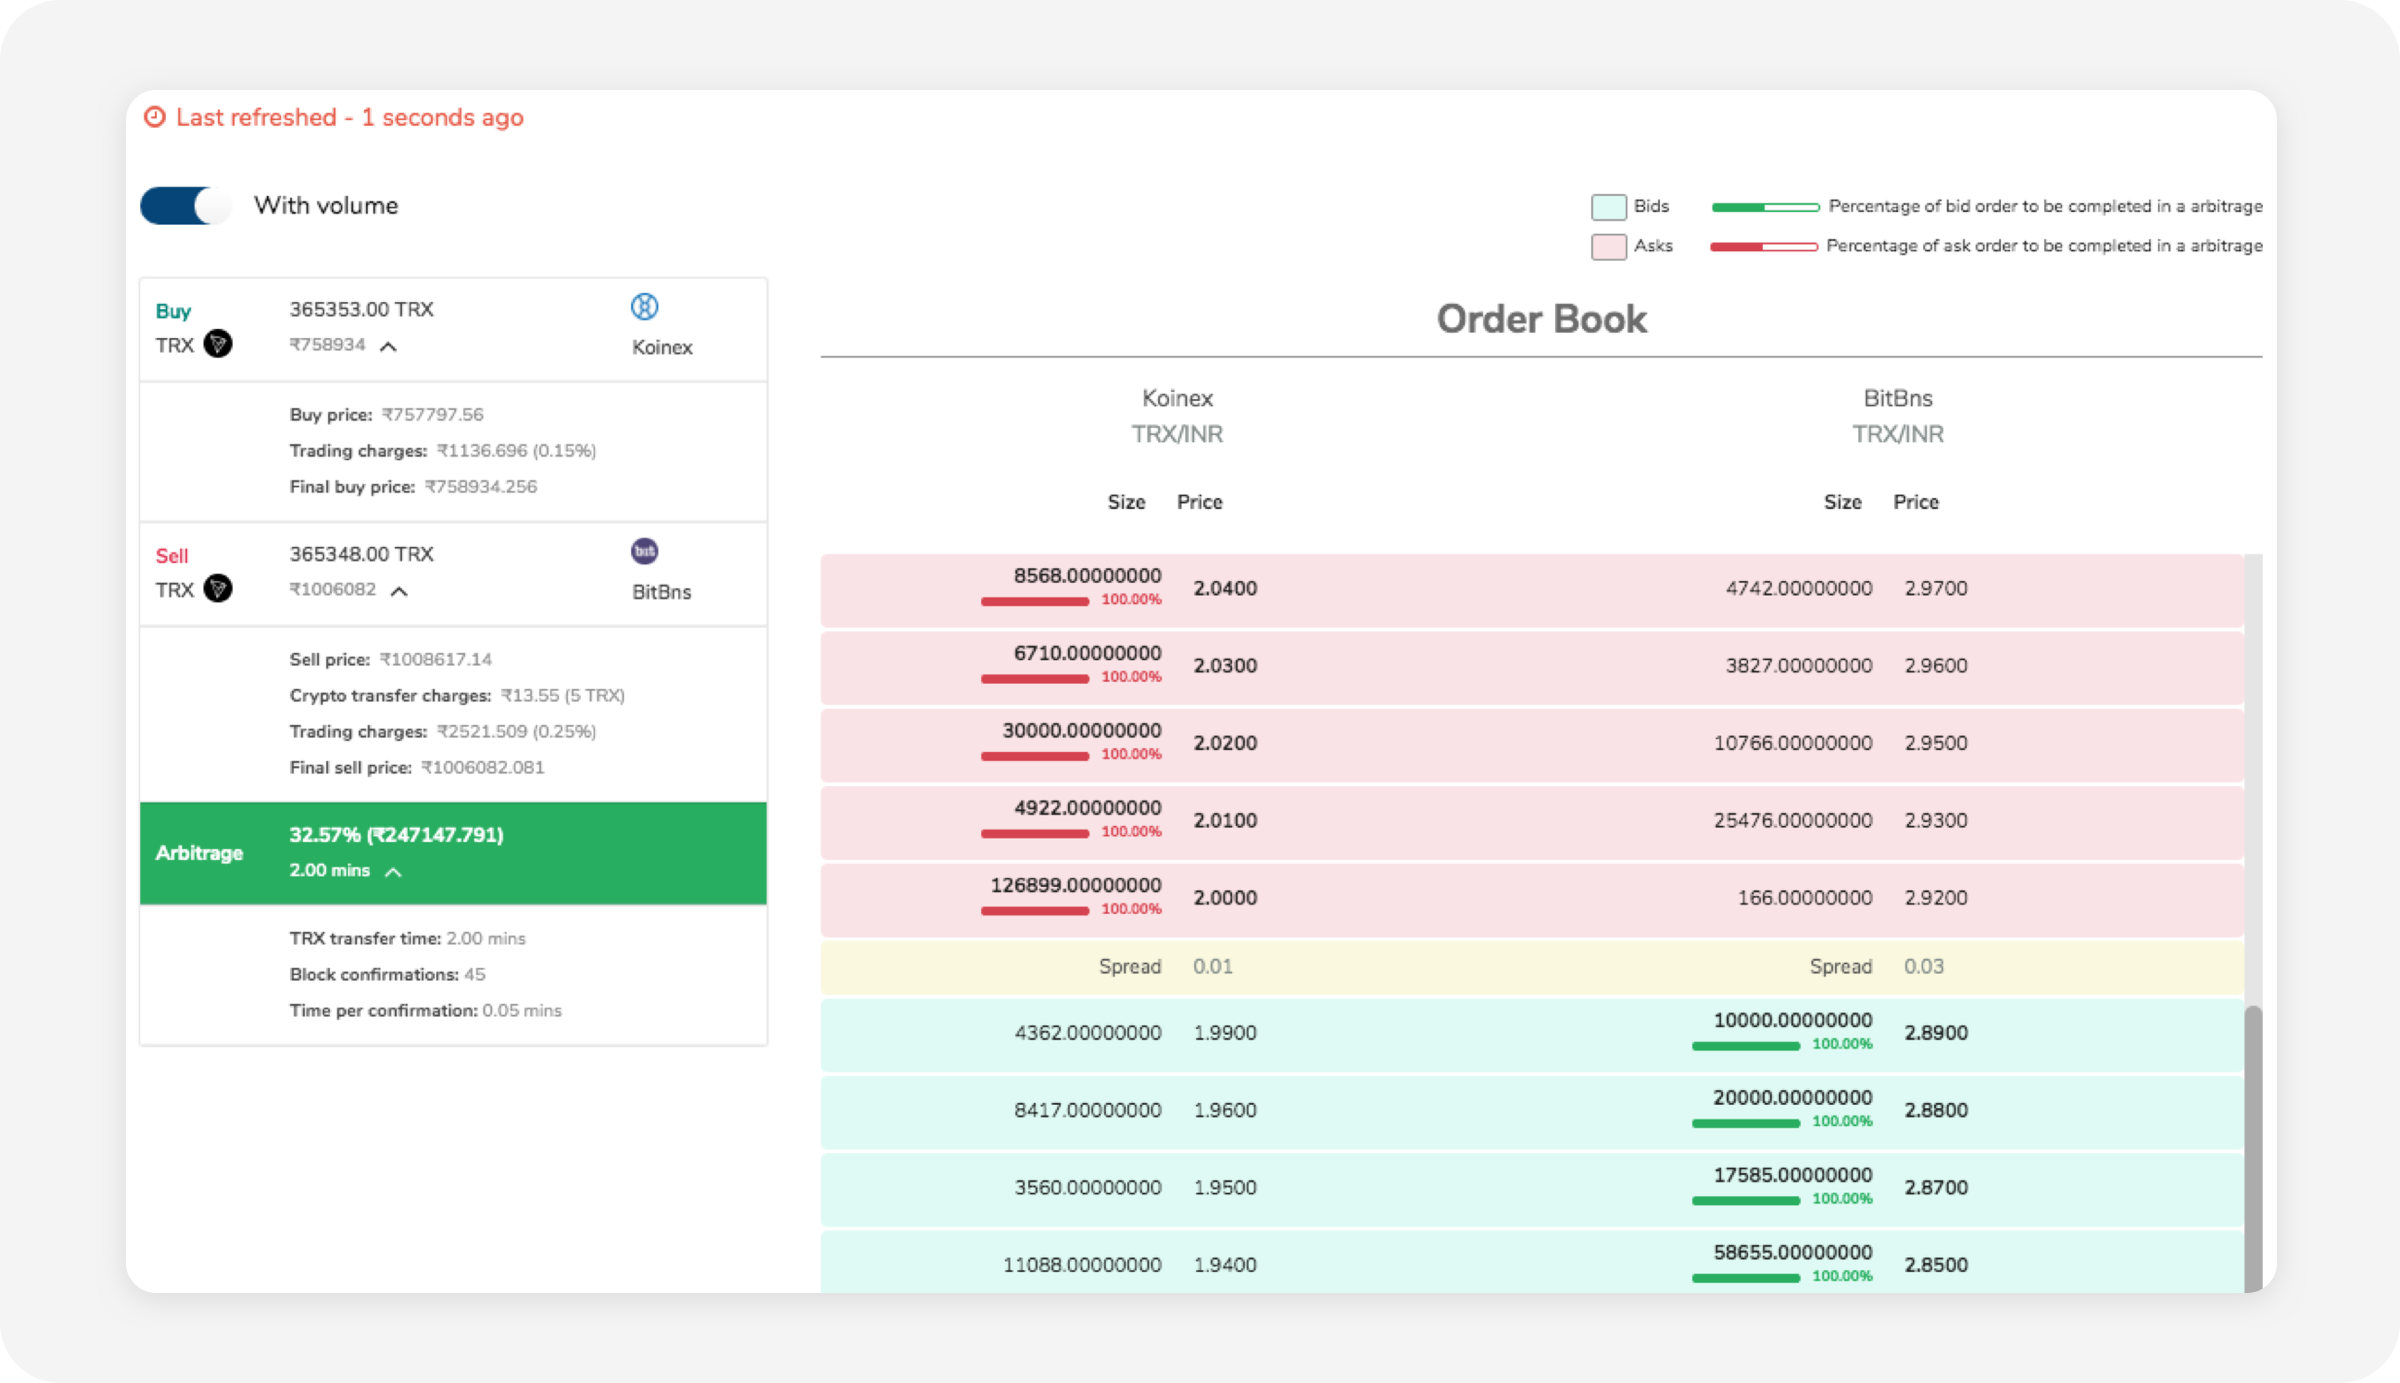 Last refreshed - 1 seconds ago
With volume
Bids Percentage of bid order to be completed in a arbitrage
Asks Percentage of ask order to be completed in a arbitrage
Buy 365353.00 TRX
TRX ₹758934 Koinex
Buy price: ₹757797.56
Trading charges: ₹1136.696 (0.15%)
Final buy price: ₹758934.256
Sell 365348.00 TRX
TRX ₹1006082 BitBns
Sell price: ₹1008617.14
Crypto transfer charges: ₹13.55 (5 TRX)
Trading charges: ₹2521.509 (0.25%)
Final sell price: ₹1006082.081
Arbitrage 32.57% (₹247147.791)
2.00 mins
TRX transfer time: 2.00 mins
Block confirmations: 45
Time per confirmation: 0.05 mins
Order Book
Koinex BitBns
TRX/INR TRX/INR
Size Price Size Price
8568.00000000 2.0400 4742.00000000 2.9700
100.00%
6710.00000000 2.0300 3827.00000000 2.9600
100.00%
30000.00000000 2.0200 10766.00000000 2.9500
100.00%
4922.00000000 2.0100 25476.00000000 2.9300
100.00%
126899.00000000 2.0000 166.00000000 2.9200
100.00%
Spread 0.01 Spread 0.03
4362.00000000 1.9900 10000.00000000 2.8900
100.00%
8417.00000000 1.9600 20000.00000000 2.8800
100.00%
3560.00000000 1.9500 17585.00000000 2.8700
100.00%
11088.00000000 1.9400 58655.00000000 2.8500
100.00%